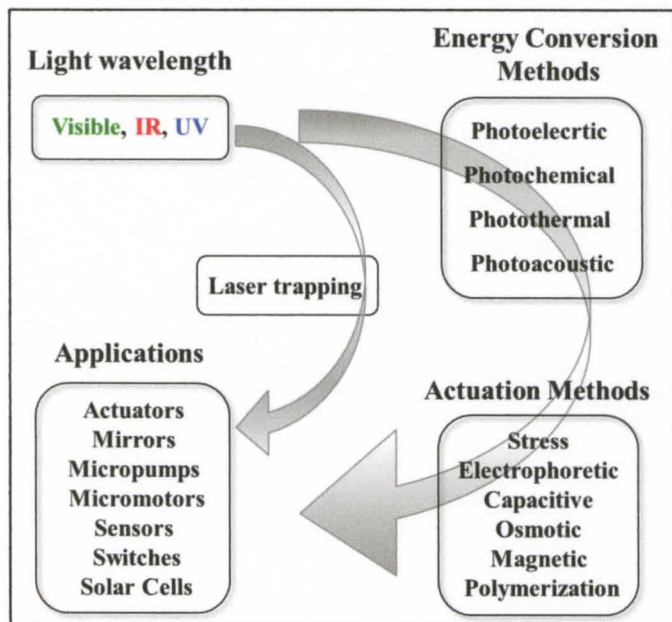 Light wavelength
Visible, IR, UV
Energy Conversion
Methods
Photoelecrtic
Photochemical
Photothermal
Photoacoustic
Laser trapping
Applications
Actuators
Mirrors
Micropumps
Micromotors
Sensors
Switches
Solar Cells
Actuation Methods
Stress
Electrophoretic
Capacitive
Osmotic
Magnetic
Polymerization